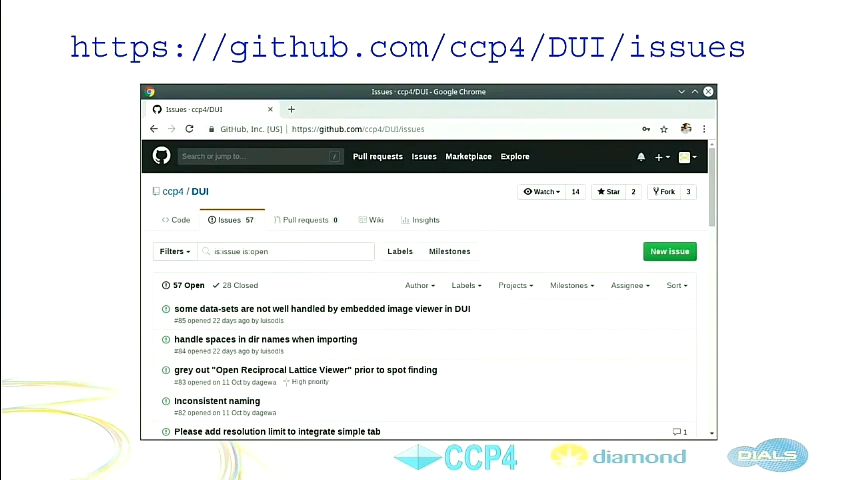 https://github.com/ccp4/DUI/issues
Issues · ccp4/DUI - Google Chrome
Issues · ccp4/DUI
GitHub, Inc. [US] | https://github.com/ccp4/DUI/issues
Search or jump to... / Pull requests Issues Marketplace Explore
ccp4 / DUI Watch 14 Star 2 Fork 3
Code Issues 57 Pull requests 0 Wiki Insights
Filters is:issue is:open Labels Milestones New issue
57 Open 28 Closed Author Labels Projects Milestones Assignee Sort
some data-sets are not well handled by embedded image viewer in DUI
#85 opened 22 days ago by luisodls
handle spaces in dir names when importing
#84 opened 22 days ago by luisodls
grey out "Open Reciprocal Lattice Viewer" prior to spot finding
#83 opened on 11 Oct by dagewa High priority
Inconsistent naming
#82 opened on 11 Oct by dagewa
Please add resolution limit to integrate simple tab 1
CCP4 diamond DIALS